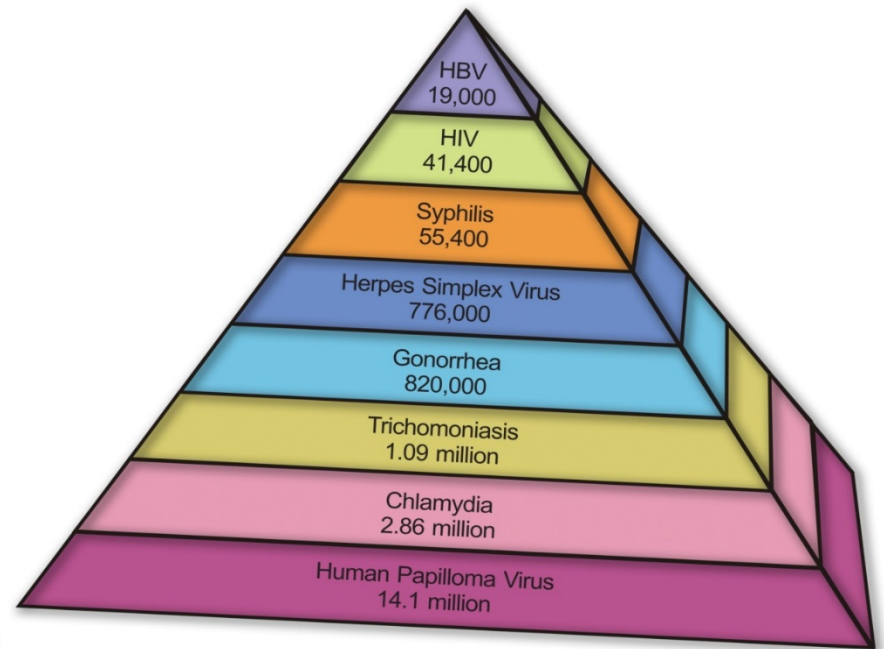 HBV
19,000
HIV
41,400
Syphilis
55,400
Herpes Simplex Virus
776,000
Gonorrhea
820,000
Trichomoniasis
1.09 million
Chlamydia
2.86 million
Human Papilloma Virus
14.1 million